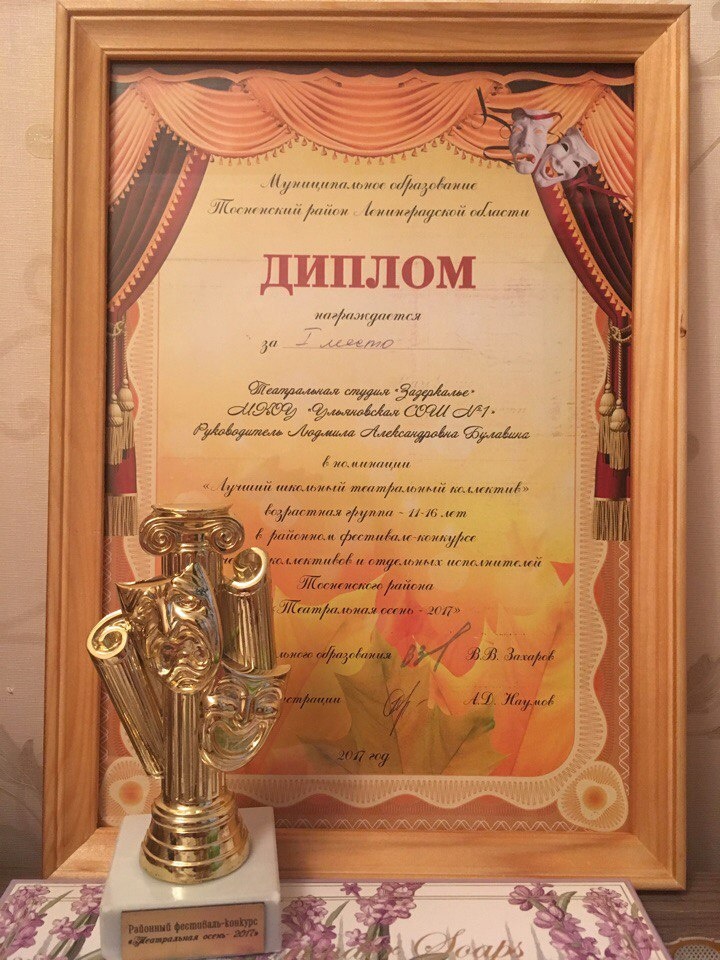 Муниципальное образование
Тосненский район Ленинградской области
ДИПЛОМ
награждается
за I место
Театральная студия «Зазеркалье»
МКОУ «Ульяновская СОШ №1»
Руководитель Людмила Александровна Булавина
в номинации
«Лучший школьный театральный коллектив»
возрастная группа - 11-16 лет
в районном фестивале-конкурсе
коллективов и отдельных исполнителей
Тосненского района
«Театральная осень - 2017»
образования В.В. Захаров
А.D. Наумов
2017 год
Районный фестиваль-конкурс
«Театральная осень- 2017»
Soaps